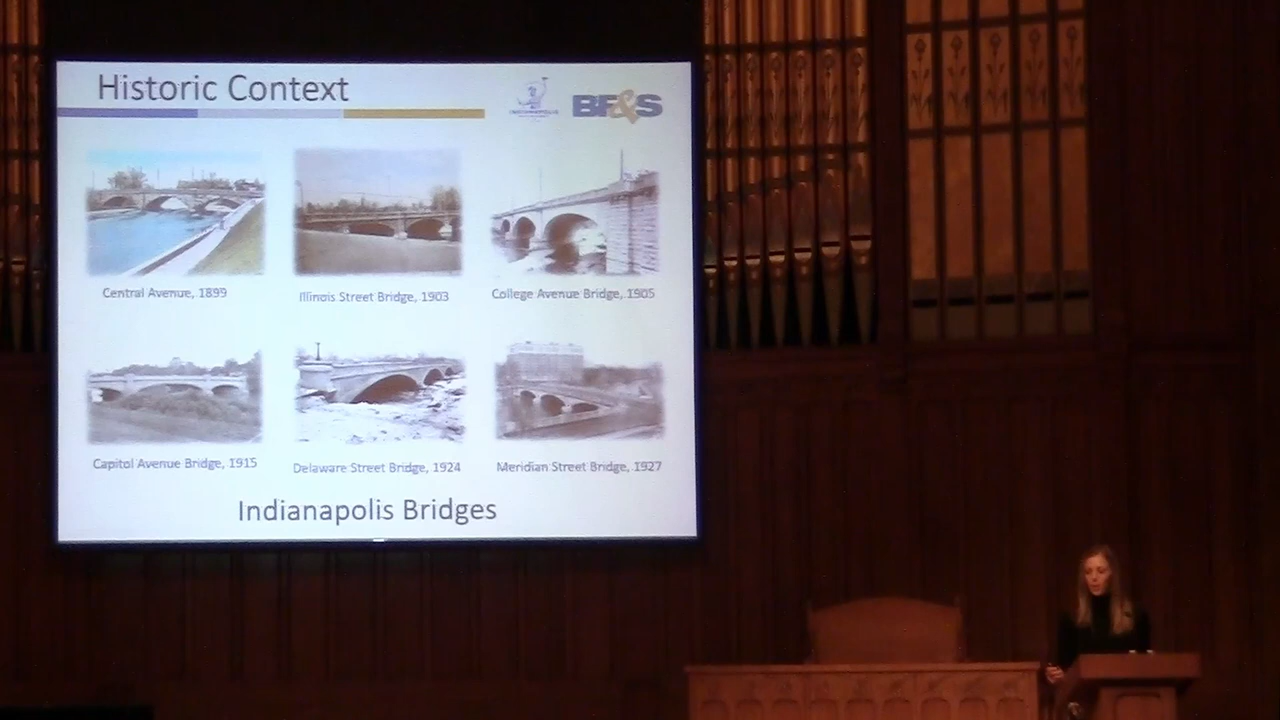 Historic Context
INDIANAPOLIS
BF&S
Central Avenue, 1899
Illinois Street Bridge, 1903
College Avenue Bridge, 1905
Capitol Avenue Bridge, 1915
Delaware Street Bridge, 1924
Meridian Street Bridge, 1927
Indianapolis Bridges